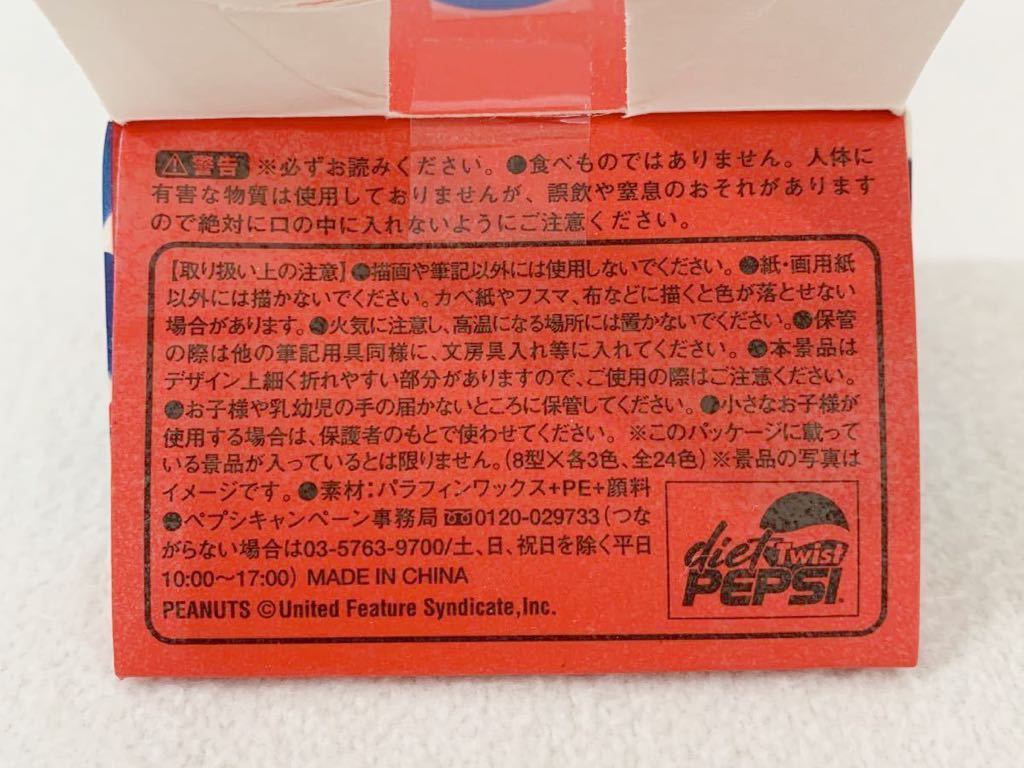 ⚠警告 ※必ずお読みください。 ●食べものではありません。人体に
有害な物質は使用しておりませんが、誤飲や窒息のおそれがあります
ので絶対に口の中に入れないようにご注意ください。
【取り扱い上の注意】●描画や筆記以外には使用しないでください。●紙・画用紙
以外には描かないでください。カベ紙やフスマ、布などに描くと色が落とせない
場合があります。●火気に注意し、高温になる場所には置かないでください。●保管
の際は他の筆記用具同様に、文房具入れ等に入れてください。 ●本景品は
デザイン上細く折れやすい部分がありますので、ご使用の際はご注意ください。
●お子様や乳幼児の手の届かないところに保管してください。●小さなお子様が
使用する場合は、保護者のもとで使わせてください。 ※このパッケージに載って
いる景品が入っているとは限りません。(8型×各3色、全24色)※景品の写真は
イメージです。●素材:パラフィンワックス+PE+顔料
●ペプシキャンペーン事務局 0120-029733(つな
がらない場合は03-5763-9700/土、日、祝日を除く平日
10:00〜17:00) MADE IN CHINA
PEANUTS ©United Feature Syndicate,Inc.
diet Twist
PEPSI